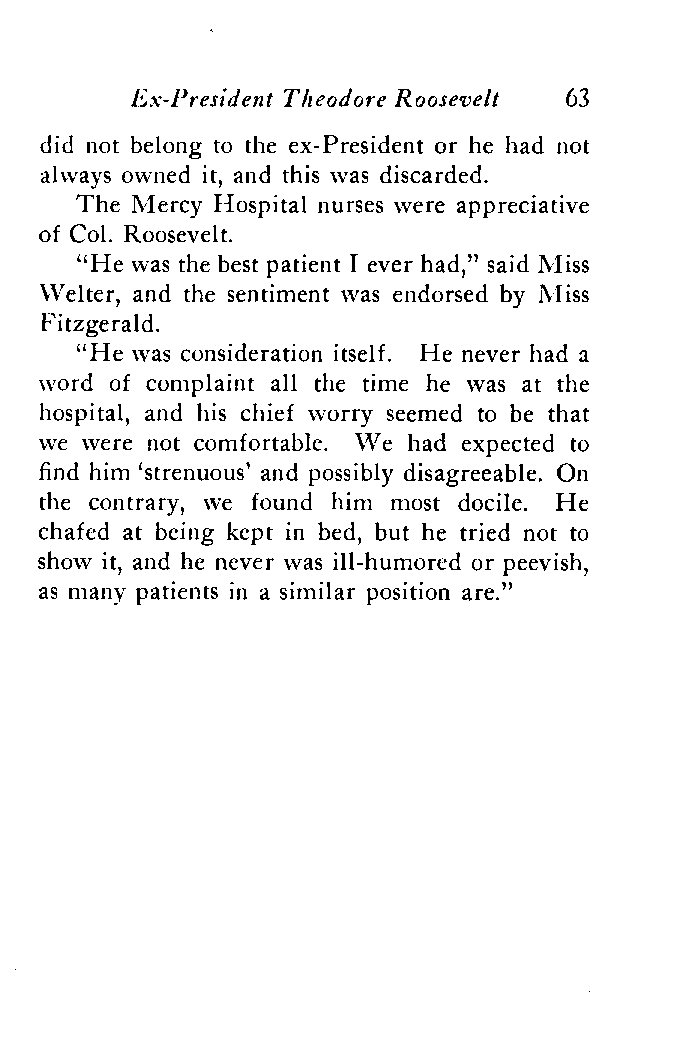 Ex-President Theodore Roosevelt 63
did not belong to the ex-President or he had not
always owned it, and this was discarded.
The Mercy Hospital nurses were appreciative
of Col. Roosevelt.
“He was the best patient I ever had,” said Miss
Welter, and the sentiment was endorsed by Miss
Fitzgerald.
“He was consideration itself. He never had a
word of complaint all the time he was at the
hospital, and his chief worry seemed to be that
we were not comfortable. We had expected to
find him ‘strenuous’ and possibly disagreeable. On
the contrary, we found him most docile. He
chafed at being kept in bed, but he tried not to
show it, and he never was ill-humored or peevish,
as many patients in a similar position are.”